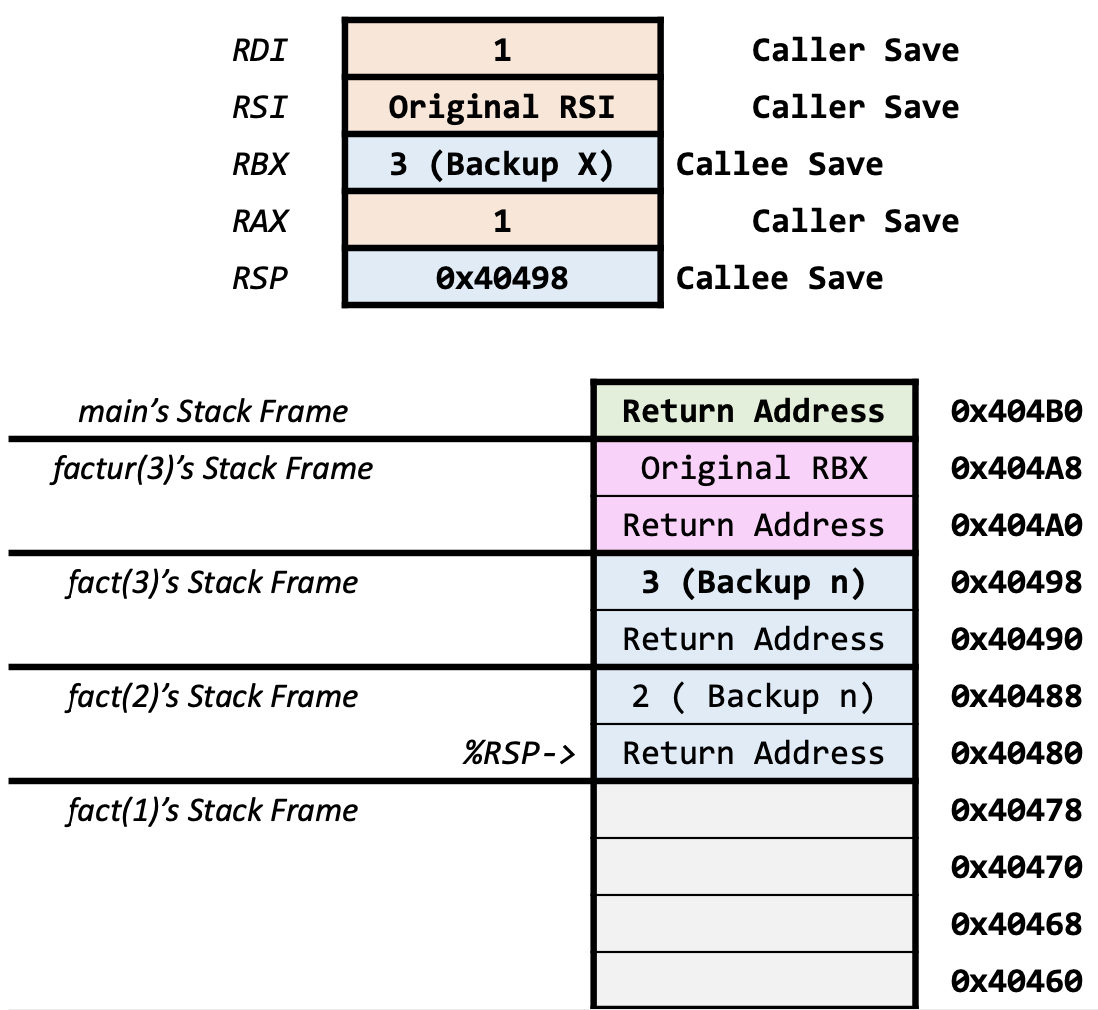 RDI 1 Caller Save
RSI Original RSI Caller Save
RBX 3 (Backup X) Callee Save
RAX 1 Caller Save
RSP 0x40498 Callee Save
main’s Stack Frame Return Address 0x404B0
factur(3)’s Stack Frame Original RBX 0x404A8
Return Address 0x404A0
fact(3)’s Stack Frame 3 (Backup n) 0x40498
Return Address 0x40490
fact(2)’s Stack Frame 2 ( Backup n) 0x40488
%RSP-> Return Address 0x40480
fact(1)’s Stack Frame 0x40478
0x40470
0x40468
0x40460